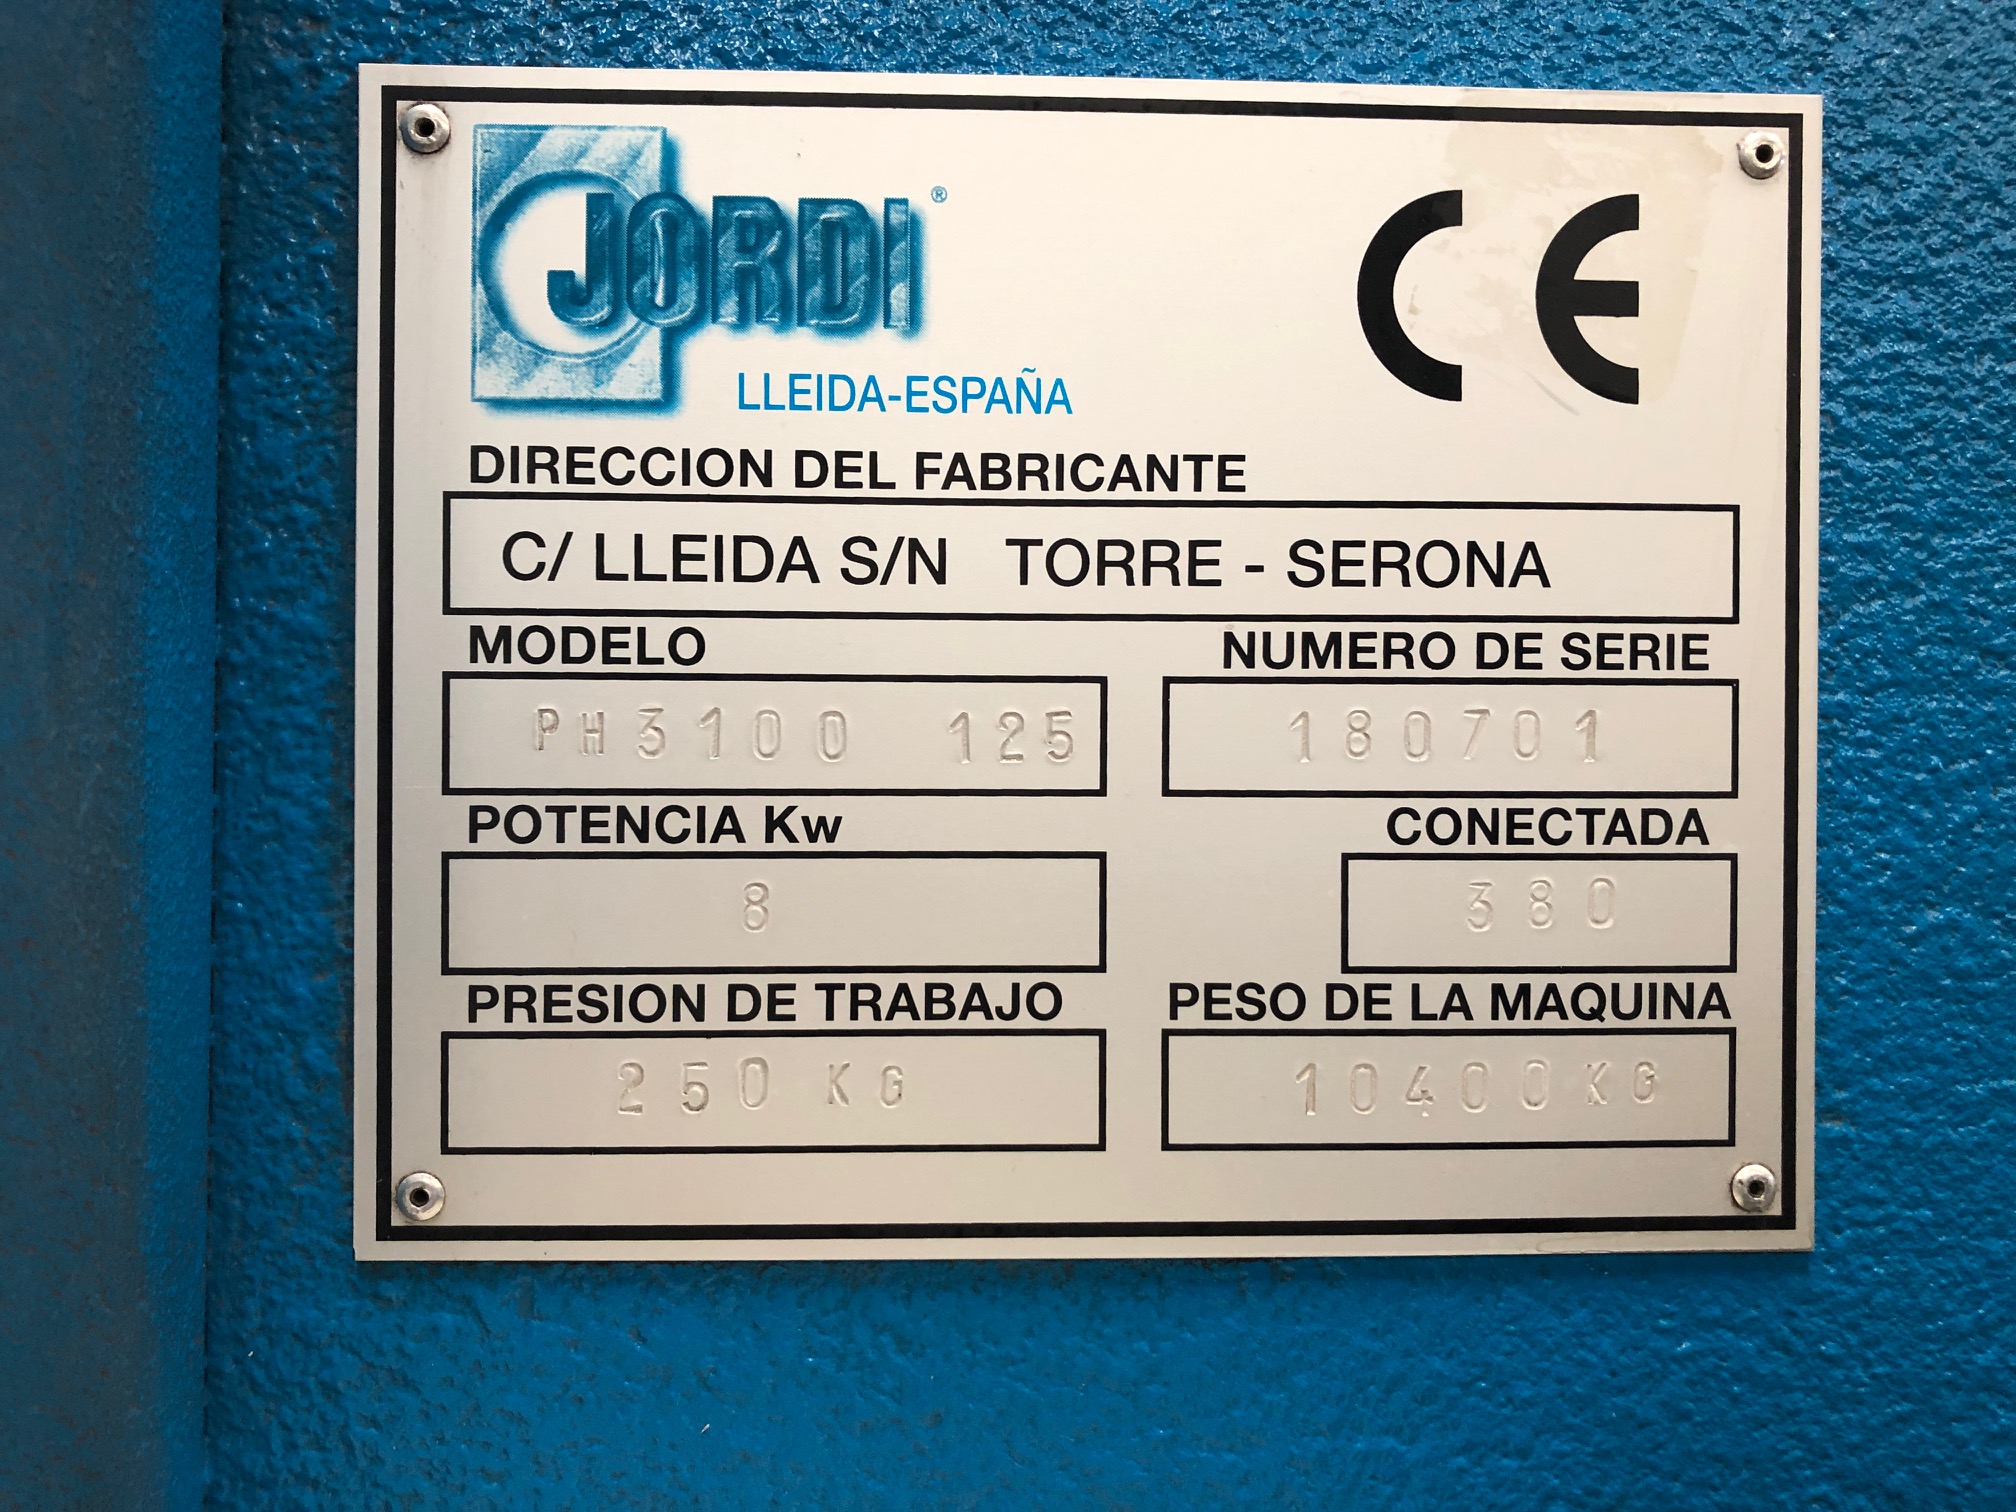 JORDI®
LLEIDA-ESPAÑA
CE
DIRECCION DEL FABRICANTE
C/ LLEIDA S/N TORRE - SERONA
MODELO NUMERO DE SERIE
PH3100 125 180701
POTENCIA Kw CONECTADA
8 380
PRESION DE TRABAJO PESO DE LA MAQUINA
250 KG 10400KG